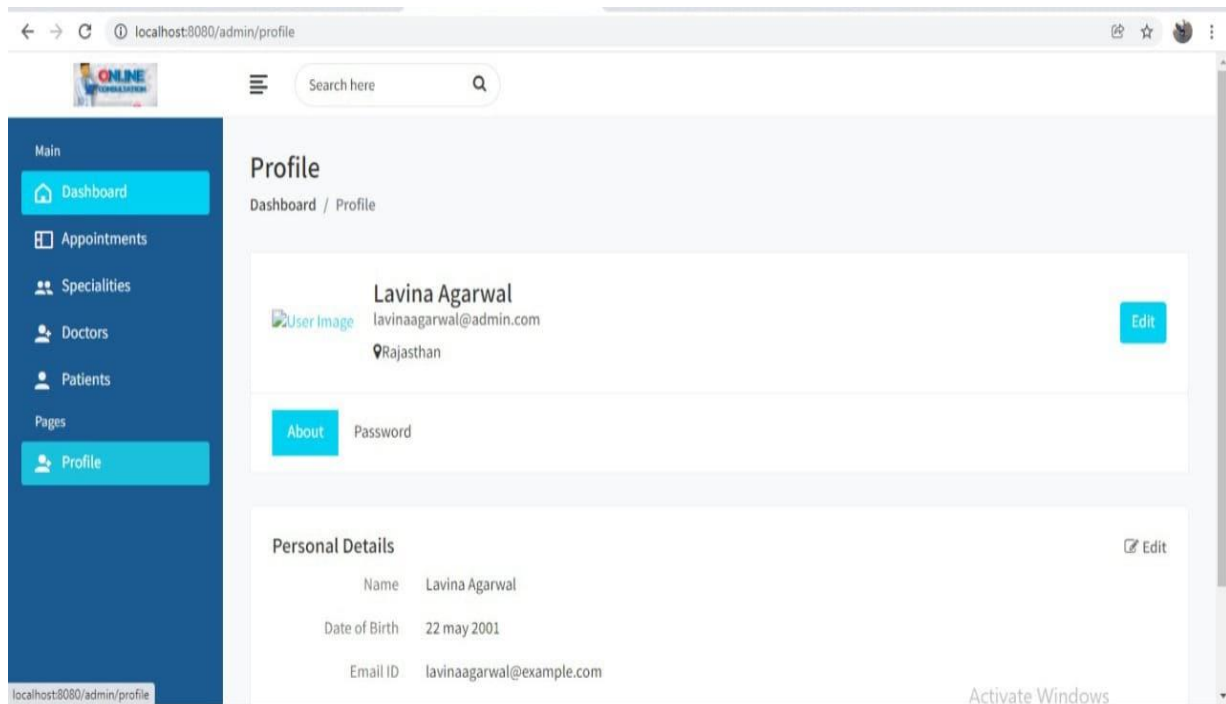 localhost:8080/admin/profile
ONLINE
CONSULTATION
Search here
Main
Dashboard
Appointments
Specialities
Doctors
Patients
Pages
Profile
Profile
Dashboard / Profile
User Image
Lavina Agarwal
lavinaagarwal@admin.com
Rajasthan
Edit
About Password
Personal Details
Edit
Name Lavina Agarwal
Date of Birth 22 may 2001
Email ID lavinaagarwal@example.com
localhost:8080/admin/profile
Activate Windows